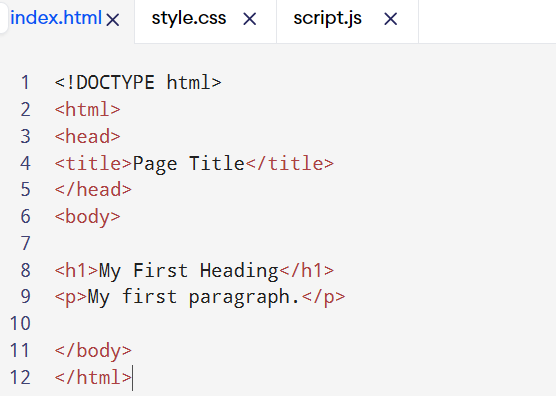 index.html × style.css × script.js ×
1 <!DOCTYPE html>
2 <html>
3 <head>
4 <title>Page Title</title>
5 </head>
6 <body>
7
8 <h1>My First Heading</h1>
9 <p>My first paragraph.</p>
10
11 </body>
12 </html>